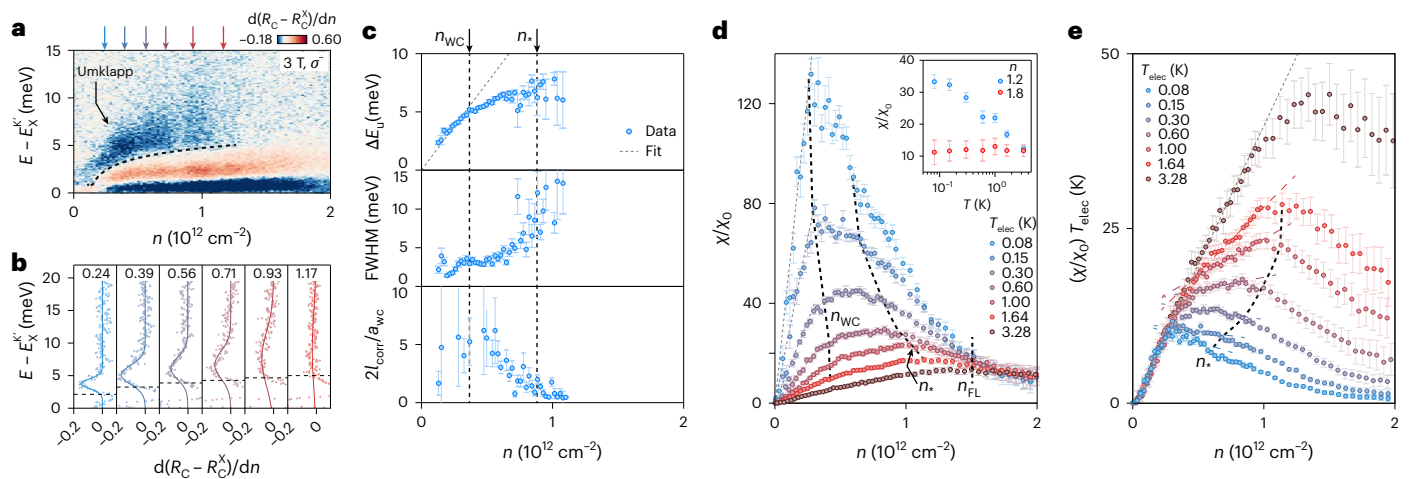 a
d(R_C – R_C^X)/dn
–0.18 0.60
3 T, σ⁻
Umklapp
E – E_X^K′ (meV)
15
10
5
0
0 1 2
n (10¹² cm⁻²)
b
0.24 0.39 0.56 0.71 0.93 1.17
E – E_X^K′ (meV)
20
15
10
5
0
–0.2 0 –0.2 0 –0.2 0 –0.2 0 –0.2 0 –0.2 0
d(R_C – R_C^X)/dn
c
n_WC n_*
ΔE_u (meV)
10
5
0
Data
Fit
FWHM (meV)
15
10
5
0
2l_corr/a_wc
10
5
0
0 1 2
n (10¹² cm⁻²)
d
χ/χ₀
120
80
40
0
χ/χ₀
40
30
20
10
n
1.2
1.8
10⁻¹ 10⁰
T (K)
T_elec (K)
0.08
0.15
0.30
0.60
1.00
1.64
3.28
n_WC
n_*
n_FL
0 1 2
n (10¹² cm⁻²)
e
(χ/χ₀) T_elec (K)
50
25
0
T_elec (K)
0.08
0.15
0.30
0.60
1.00
1.64
3.28
n_*
0 1 2
n (10¹² cm⁻²)